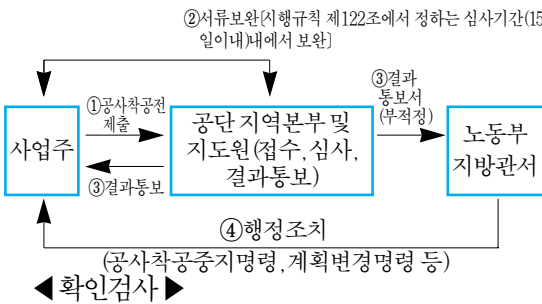 ②서류보완[시행규칙 제122조에서 정하는 심사기간(15
일이내)내에서 보완]
①공사착공전
제출
③결과
통보서
(부적정)
사업주
공단 지역본부 및
지도원(접수, 심사,
결과통보)
노동부
지방관서
③결과통보
④행정조치
(공사착공중지명령, 계획변경명령 등)
◀확인검사▶